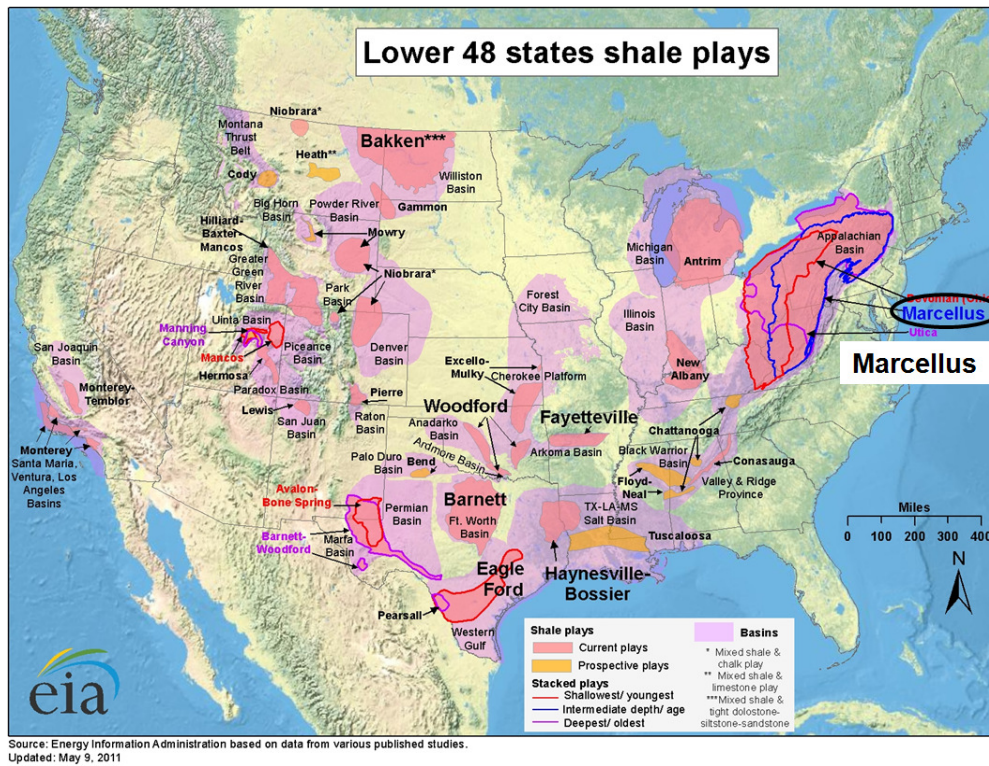 Lower 48 states shale plays
Niobrara*
Montana
Thrust
Belt
Bakken***
Heath**
Cody
Williston
Basin
Big Horn
Basin
Powder River
Basin
Gammon
Hilliard-
Baxter-
Mancos
Mowry
Greater
Green
River
Basin
Niobrara*
Park
Basin
Michigan
Basin
Antrim
Appalachian
Basin
Marcellus
Utica
Marcellus
Forest
City Basin
Illinois
Basin
Uinta Basin
Manning
Canyon
Mancos
Piceance
Basin
Denver
Basin
Hermosa
Paradox Basin
San Joaquin
Basin
Monterey-
Temblor
Excello-
Mulky
Cherokee Platform
New
Albany
Lewis
San Juan
Basin
Pierre
Raton
Basin
Woodford
Anadarko
Basin
Fayetteville
Arkoma Basin
Chattanooga
Black Warrior
Basin
Conasauga
Valley & Ridge
Province
Floyd-
Neal
Monterey
Santa Maria,
Ventura, Los
Angeles
Basins
Palo Duro
Basin
Bend
Ardmore Basin
Avalon-
Bone Spring
Permian
Basin
Barnett
Ft. Worth
Basin
TX-LA-MS
Salt Basin
Tuscaloosa
Barnett-
Woodford
Marfa
Basin
Eagle
Ford
Haynesville-
Bossier
Pearsall
Western
Gulf
Miles
0 100 200 300 400
N
Shale plays
Current plays
Prospective plays
Stacked plays
Shallowest/ youngest
Intermediate depth/ age
Deepest/ oldest
Basins
* Mixed shale &
chalk play
** Mixed shale &
limestone play
***Mixed shale &
tight dolostone-
siltstone-sandstone
eia
Source: Energy Information Administration based on data from various published studies.
Updated: May 9, 2011